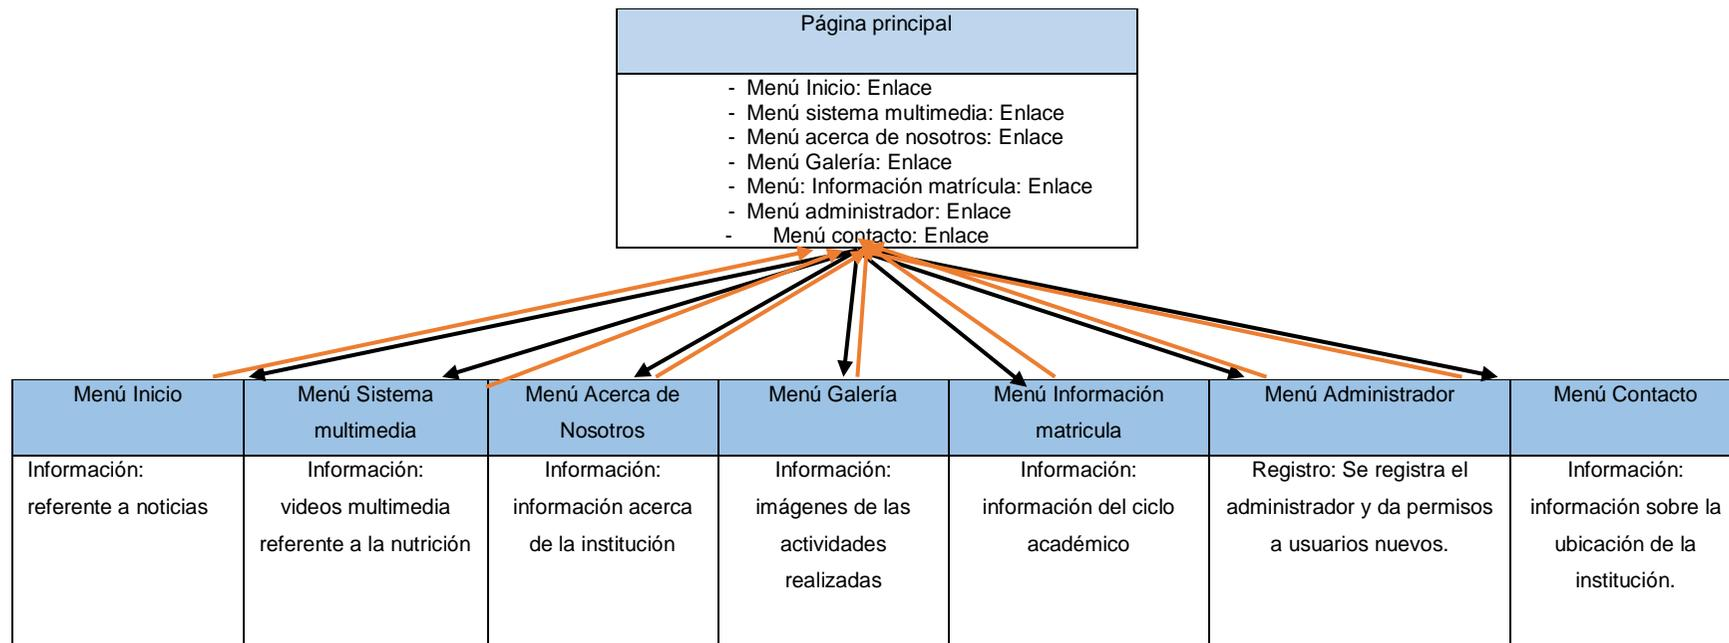 Página principal
- Menú Inicio: Enlace
- Menú sistema multimedia: Enlace
- Menú acerca de nosotros: Enlace
- Menú Galería: Enlace
- Menú: Información matrícula: Enlace
- Menú administrador: Enlace
- Menú contacto: Enlace
Menú Inicio
Información:
referente a noticias
Menú Sistema
multimedia
Información:
videos multimedia
referente a la nutrición
Menú Acerca de
Nosotros
Información:
información acerca
de la institución
Menú Galería
Información:
imágenes de las
actividades
realizadas
Menú Información
matricula
Información:
información del ciclo
académico
Menú Administrador
Registro: Se registra el
administrador y da permisos
a usuarios nuevos.
Menú Contacto
Información:
información sobre la
ubicación de la
institución.